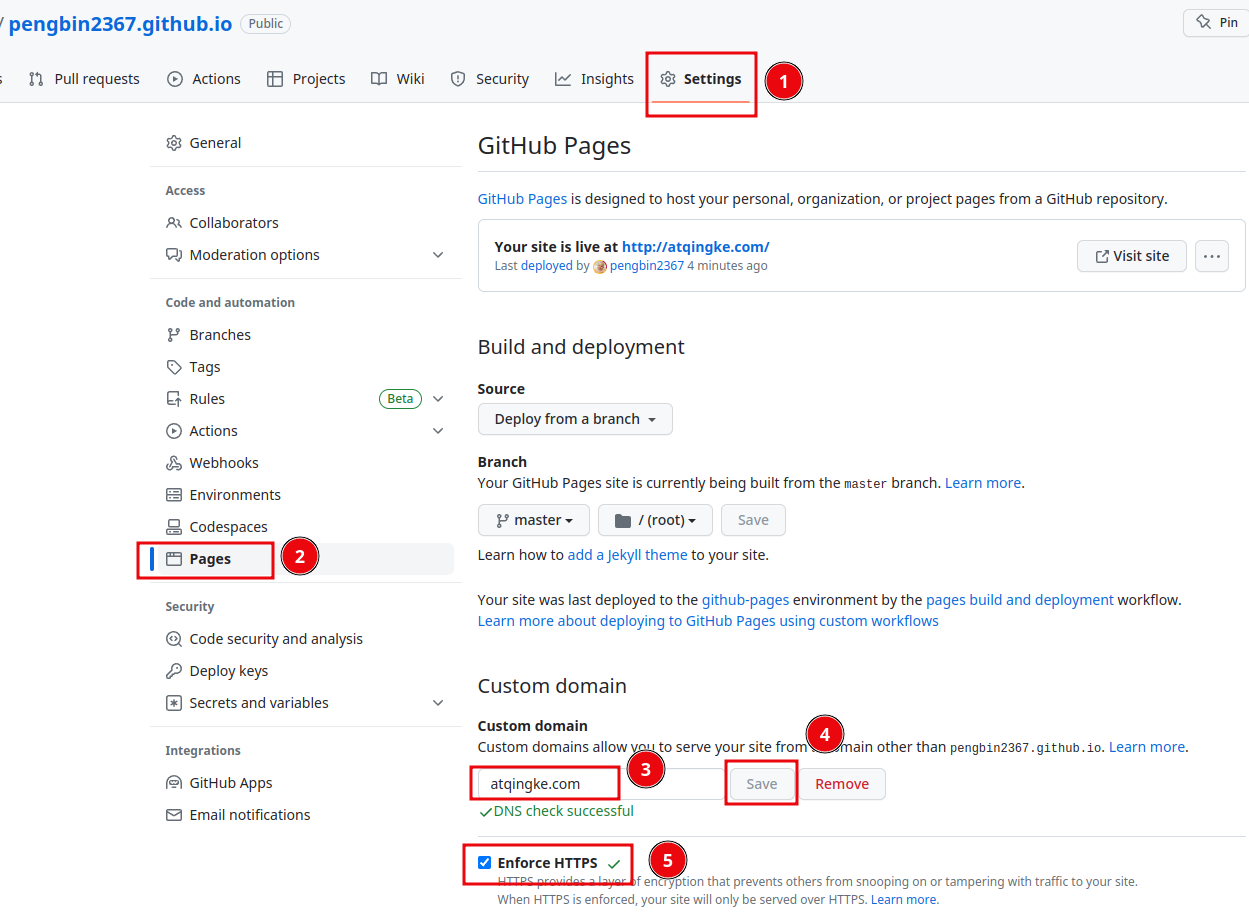 / pengbin2367.github.io Public
Pin
s Pull requests Actions Projects Wiki Security Insights Settings 1
General
Access
Collaborators
Moderation options
Code and automation
Branches
Tags
Rules Beta
Actions
Webhooks
Environments
Codespaces
Pages 2
Security
Code security and analysis
Deploy keys
Secrets and variables
Integrations
GitHub Apps
Email notifications
GitHub Pages
GitHub Pages is designed to host your personal, organization, or project pages from a GitHub repository.
Your site is live at http://atqingke.com/
Last deployed by pengbin2367 4 minutes ago
Visit site ...
Build and deployment
Source
Deploy from a branch
Branch
Your GitHub Pages site is currently being built from the master branch. Learn more.
master / (root) Save
Learn how to add a Jekyll theme to your site.
Your site was last deployed to the github-pages environment by the pages build and deployment workflow.
Learn more about deploying to GitHub Pages using custom workflows
Custom domain
Custom domain
4
Custom domains allow you to serve your site from domain other than pengbin2367.github.io. Learn more.
atqingke.com 3 Save Remove
DNS check successful
Enforce HTTPS 5
HTTPS provides a layer of encryption that prevents others from snooping on or tampering with traffic to your site.
When HTTPS is enforced, your site will only be served over HTTPS. Learn more.